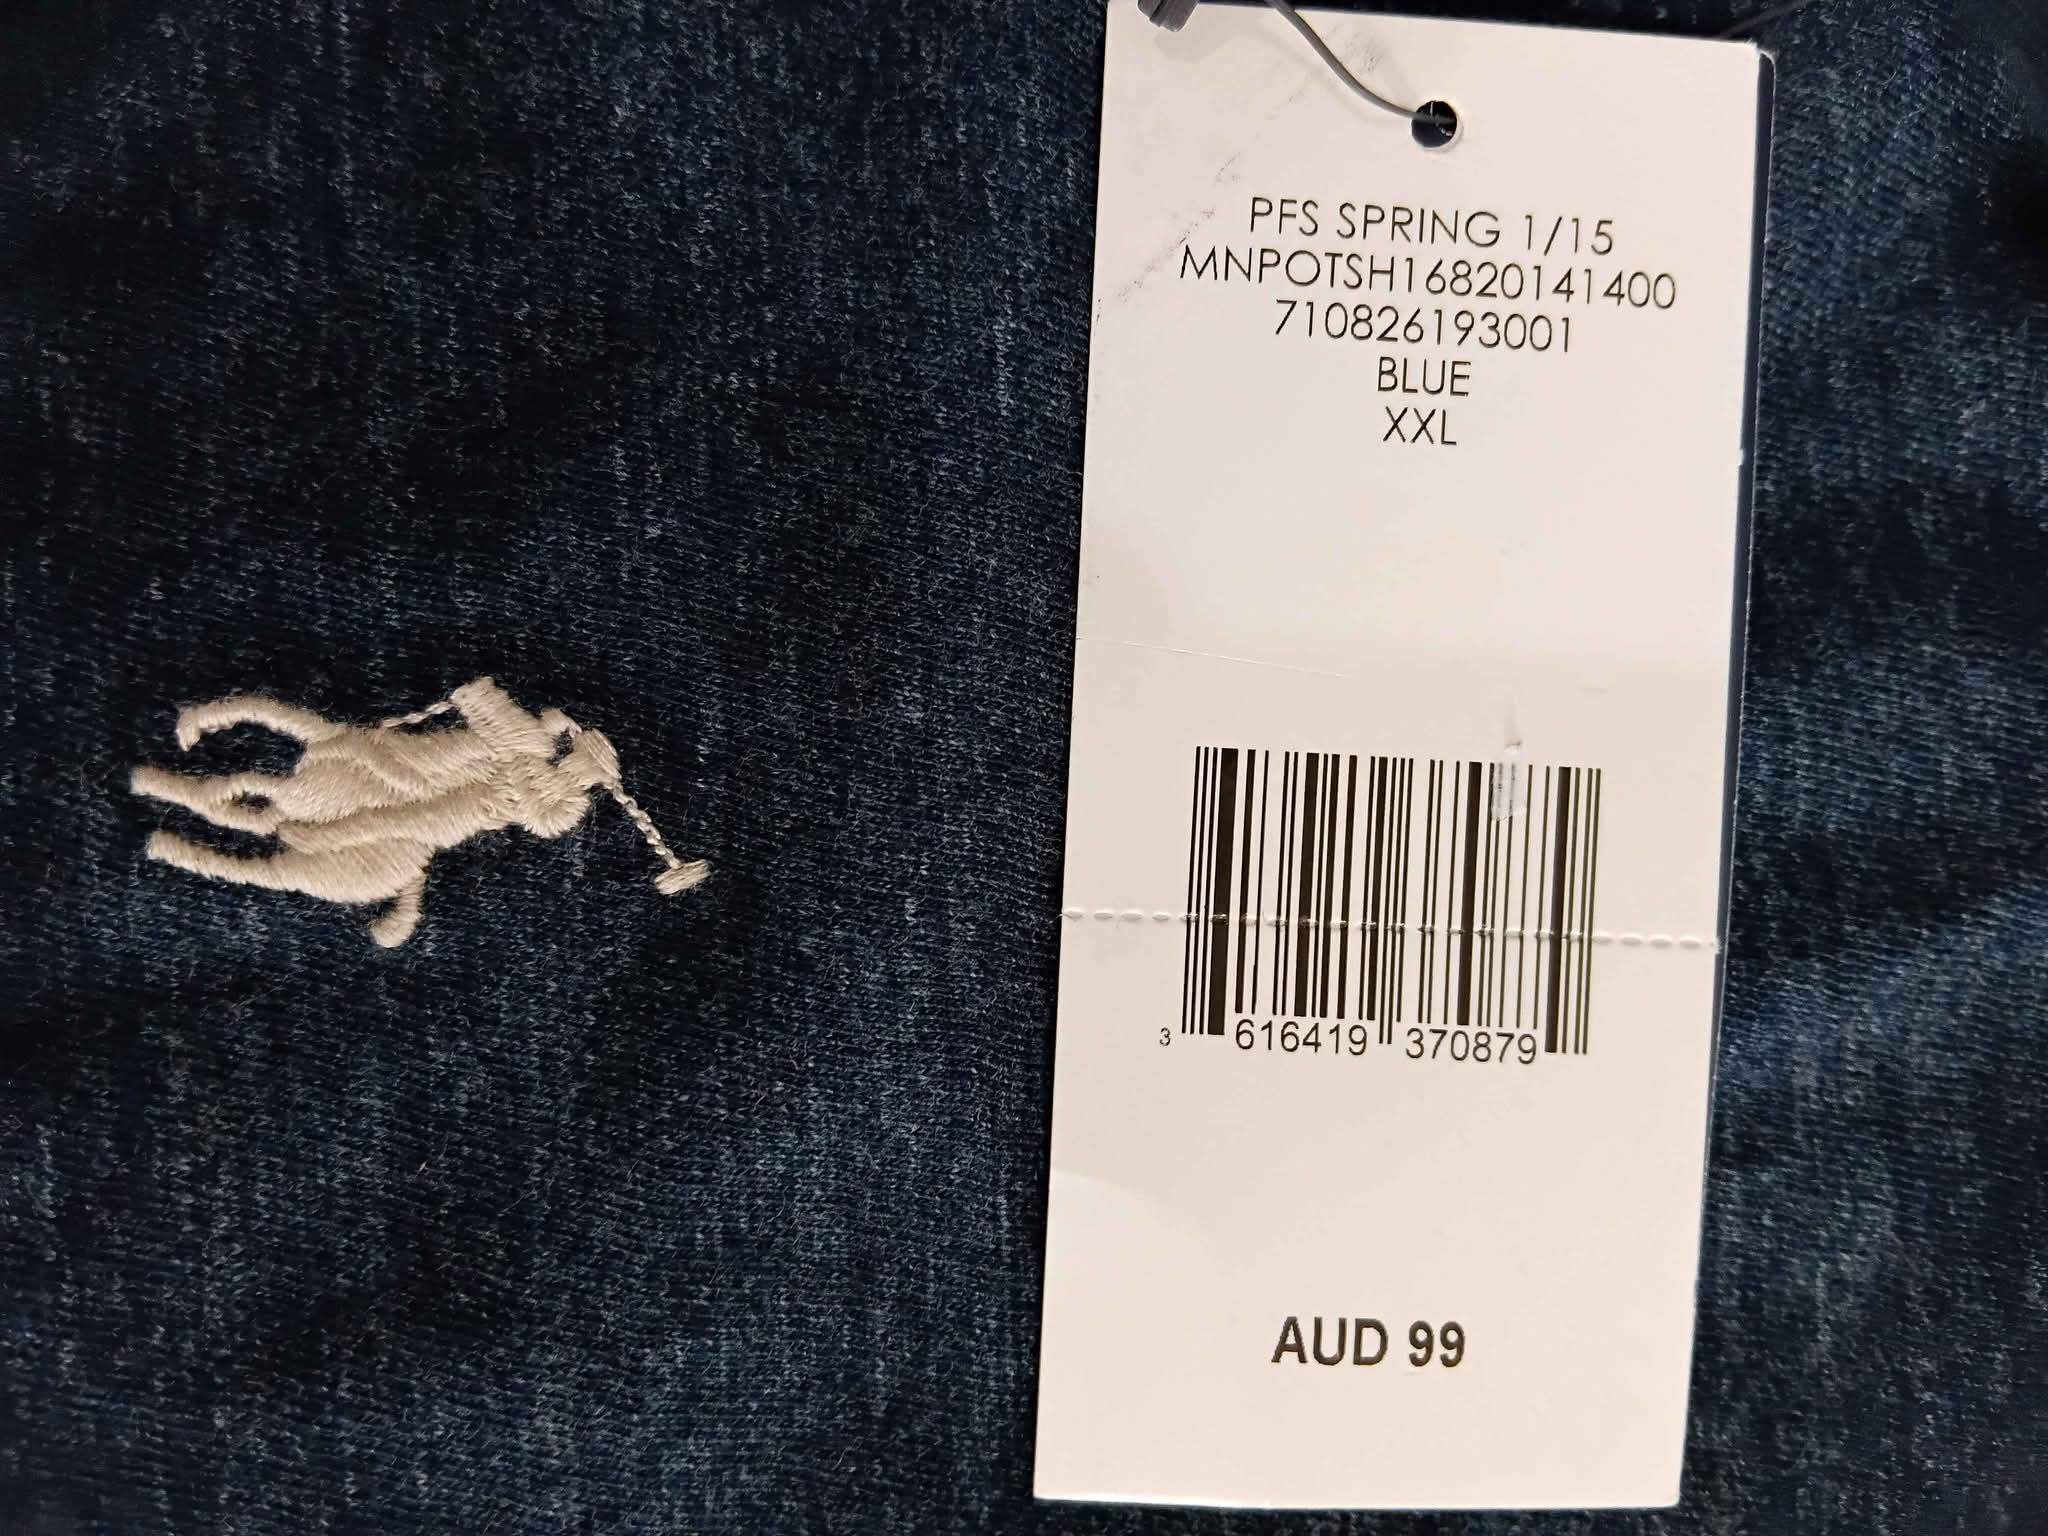 PFS SPRING 1/15
MNPOTSH16820141400
710826193001
BLUE
XXL
3 616419 370879
AUD 99